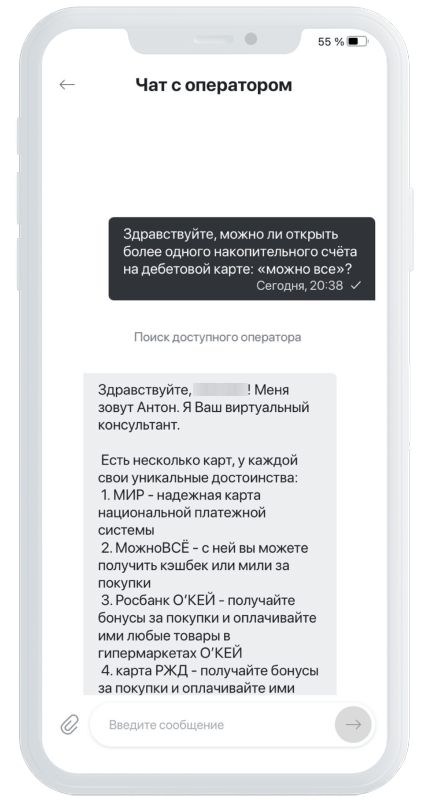 55 %
Чат с оператором
Здравствуйте, можно ли открыть
более одного накопительного счёта
на дебетовой карте: «можно все»?
Сегодня, 20:38
Поиск доступного оператора
Здравствуйте, ! Меня
зовут Антон. Я Ваш виртуальный
консультант.
Есть несколько карт, у каждой
свои уникальные достоинства:
1. МИР - надежная карта
национальной платежной
системы
2. МожноВСЁ - с ней вы можете
получить кэшбек или мили за
покупки
3. Росбанк О’КЕЙ - получайте
бонусы за покупки и оплачивайте
ими любые товары в
гипермаркетах О’КЕЙ
4. карта РЖД - получайте бонусы
за покупки и оплачивайте ими
Введите сообщение